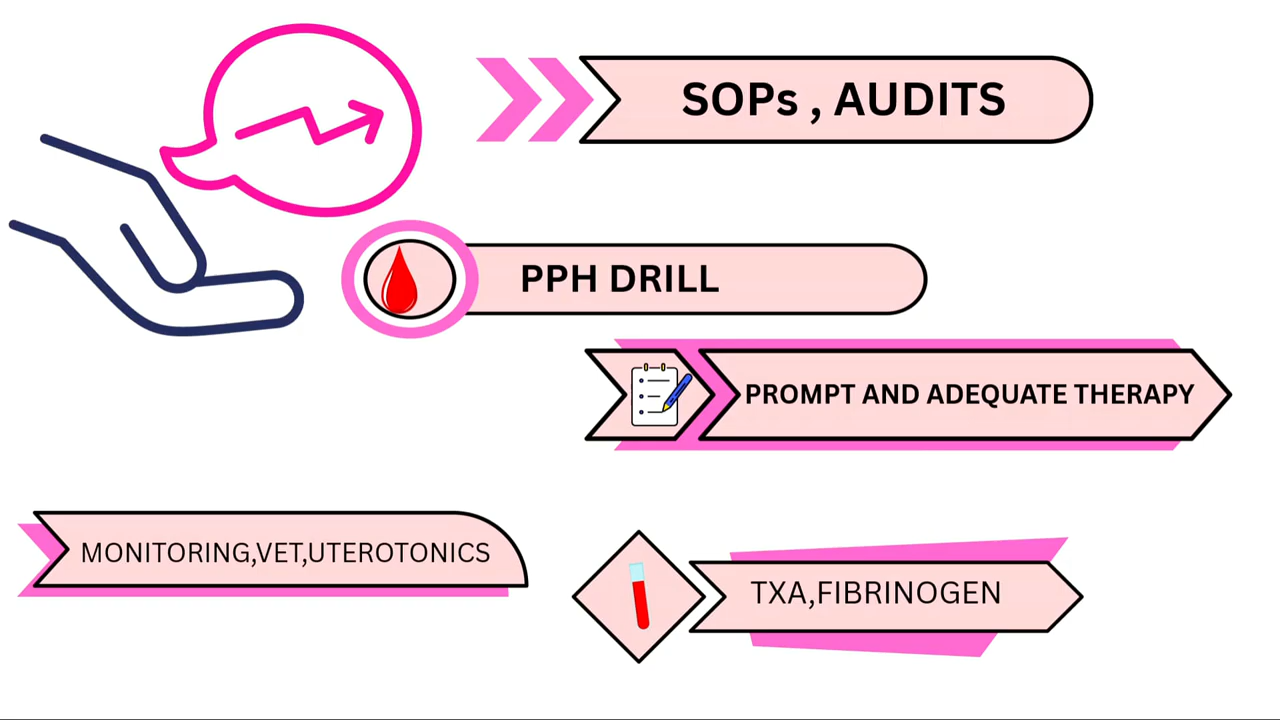 SOPs , AUDITS
PPH DRILL
PROMPT AND ADEQUATE THERAPY
MONITORING,VET,UTEROTONICS
TXA,FIBRINOGEN